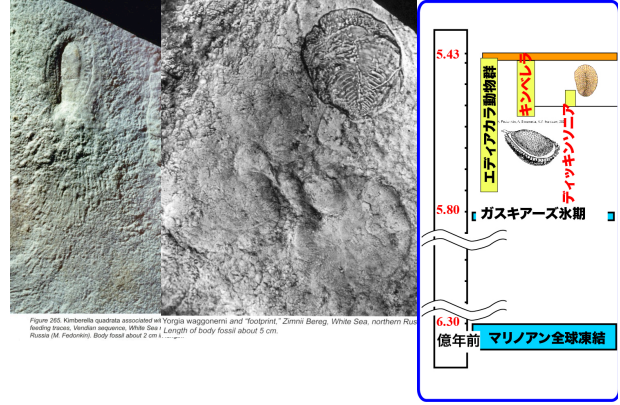 Figure 265. Kimberella quadrata associated wi
feeding traces, Vendian sequence, White Sea
Russia (M. Fedonkin). Body fossil about 2 cm
Yorgia waggonerni and "footprint," Zimnii Bereg, White Sea, northern Rus
Length of body fossil about 5 cm.
5.43
エディアカラ動物群
キンベレラ
ディッキンソニア
5.80
ガスキアーズ氷期
6.30
億年前
マリノアン全球凍結